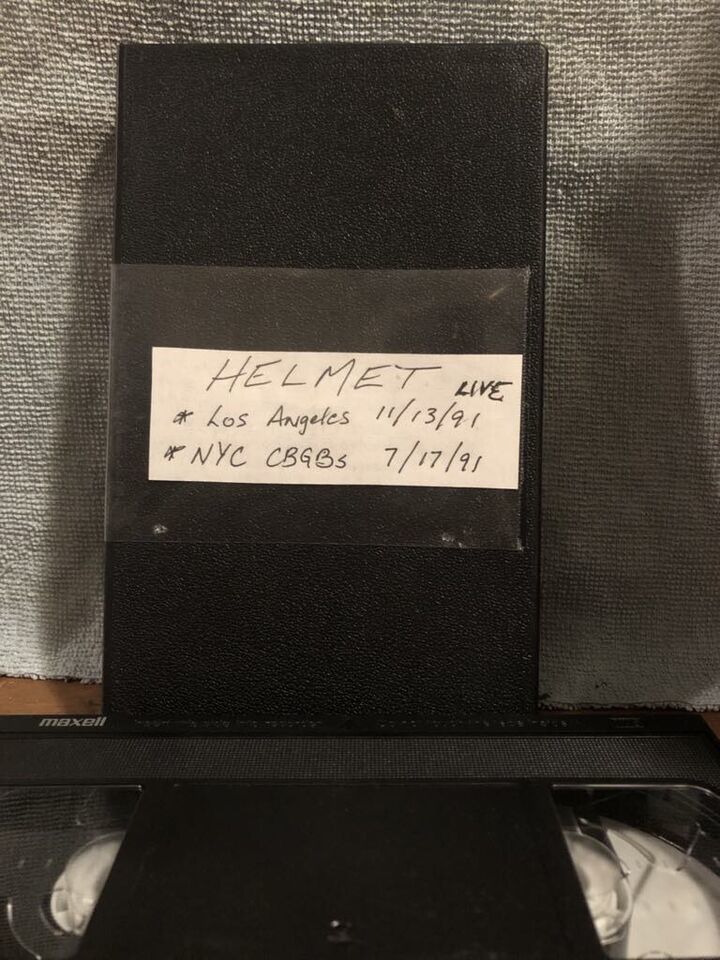 HELMET LIVE
* Los Angeles 11/13/91
* NYC CBGBs 7/17/91
maxell